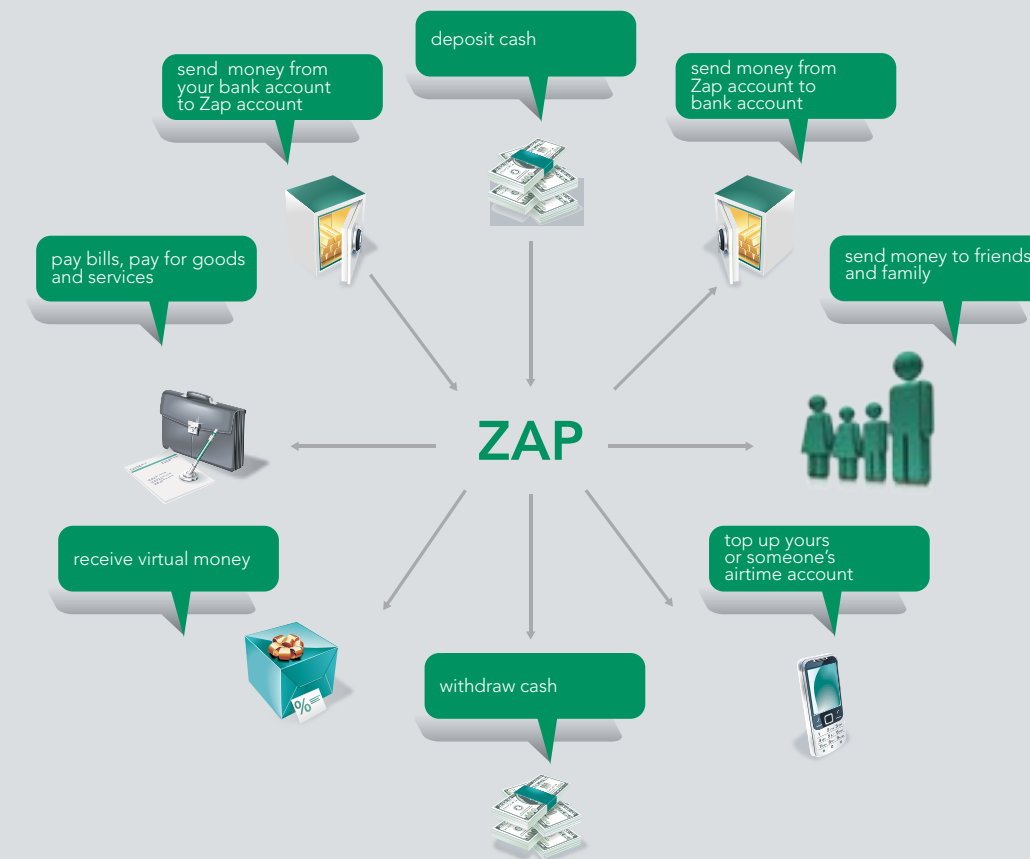 deposit cash
send money from
your bank account
to Zap account
send money from
Zap account to
bank account
pay bills, pay for goods
and services
send money to friends
and family
ZAP
receive virtual money
top up yours
or someone's
airtime account
withdraw cash
%